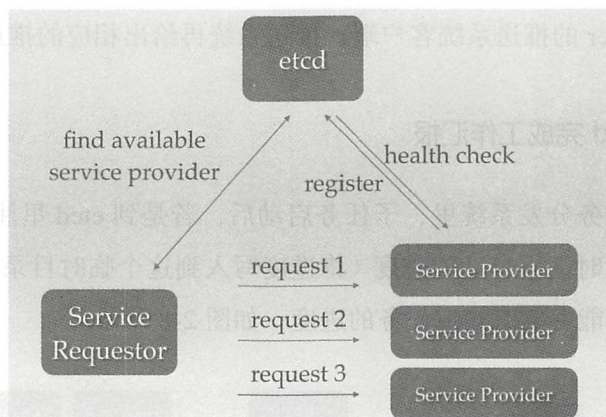 etcd
find available
service provider
health check
register
request 1
Service Provider
Service
Requestor
request 2
Service Provider
request 3
Service Provider